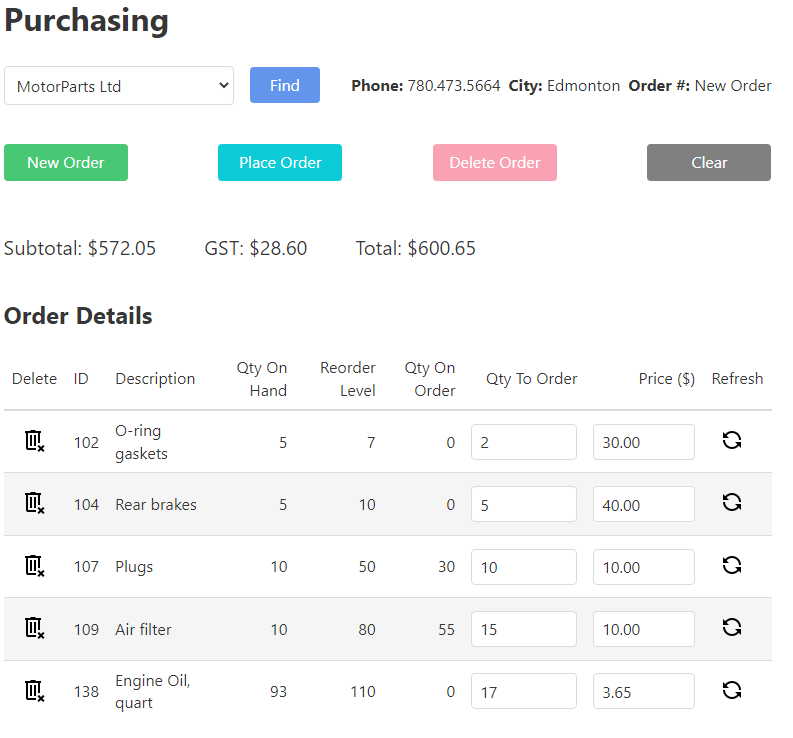 Purchasing
MotorParts Ltd Find Phone: 780.473.5664 City: Edmonton Order #: New Order
New Order Place Order Delete Order Clear
Subtotal: $572.05 GST: $28.60 Total: $600.65
Order Details
Delete ID Description Qty On Hand Reorder Level Qty On Order Qty To Order Price ($) Refresh
102 O-ring gaskets 5 7 0 2 30.00
104 Rear brakes 5 10 0 5 40.00
107 Plugs 10 50 30 10 10.00
109 Air filter 10 80 55 15 10.00
138 Engine Oil, quart 93 110 0 17 3.65